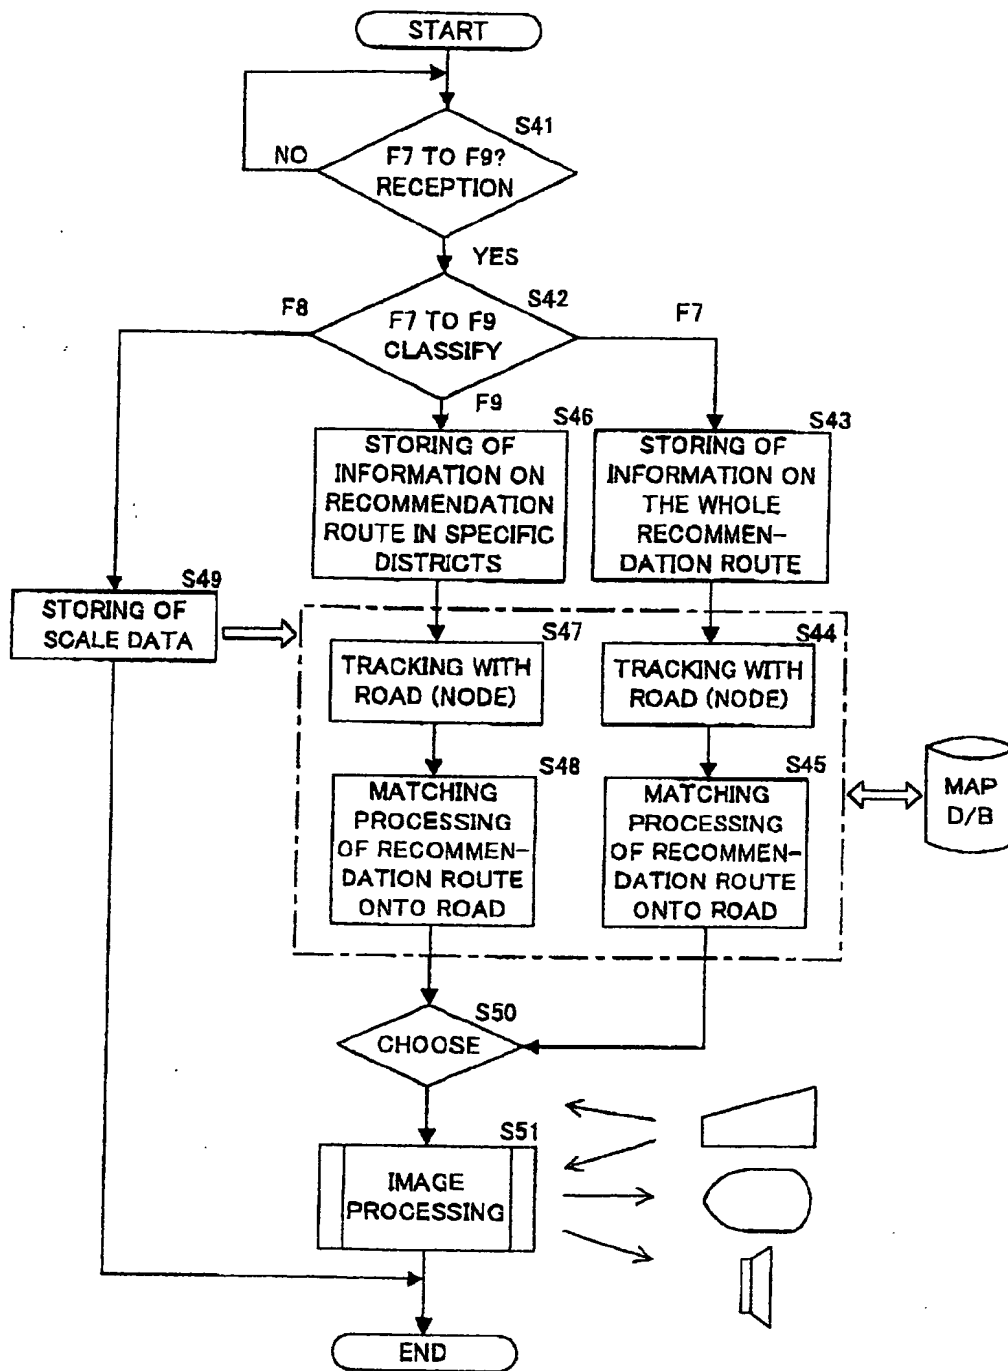 START
S41
NO
F7 TO F9?
RECEPTION
YES
S42
F8
F7 TO F9
CLASSIFY
F7
F9
S46
STORING OF
INFORMATION ON
RECOMMENDATION
ROUTE IN SPECIFIC
DISTRICTS
S43
STORING OF
INFORMATION ON
THE WHOLE
RECOMMEN-
DATION ROUTE
S49
STORING OF
SCALE DATA
S47
TRACKING WITH
ROAD (NODE)
S44
TRACKING WITH
ROAD (NODE)
S48
MATCHING
PROCESSING
OF RECOMMEN-
DATION ROUTE
ONTO ROAD
S45
MATCHING
PROCESSING
OF RECOMMEN-
DATION ROUTE
ONTO ROAD
MAP
D/B
S50
CHOOSE
S51
IMAGE
PROCESSING
END